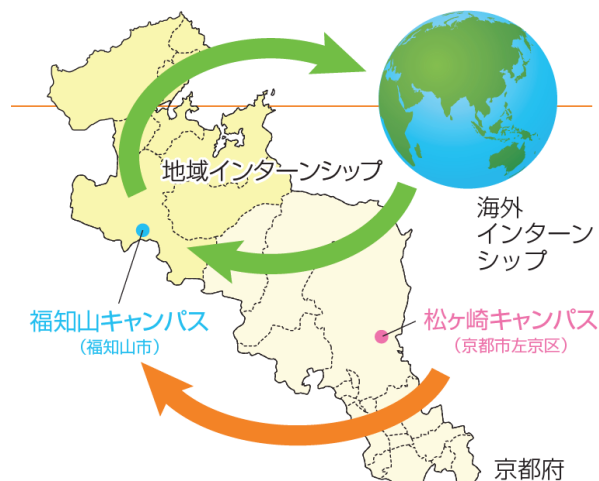 地域インターンシップ
海外
インターン
シップ
福知山キャンパス
（福知山市）
松ヶ崎キャンパス
（京都市左京区）
京都府